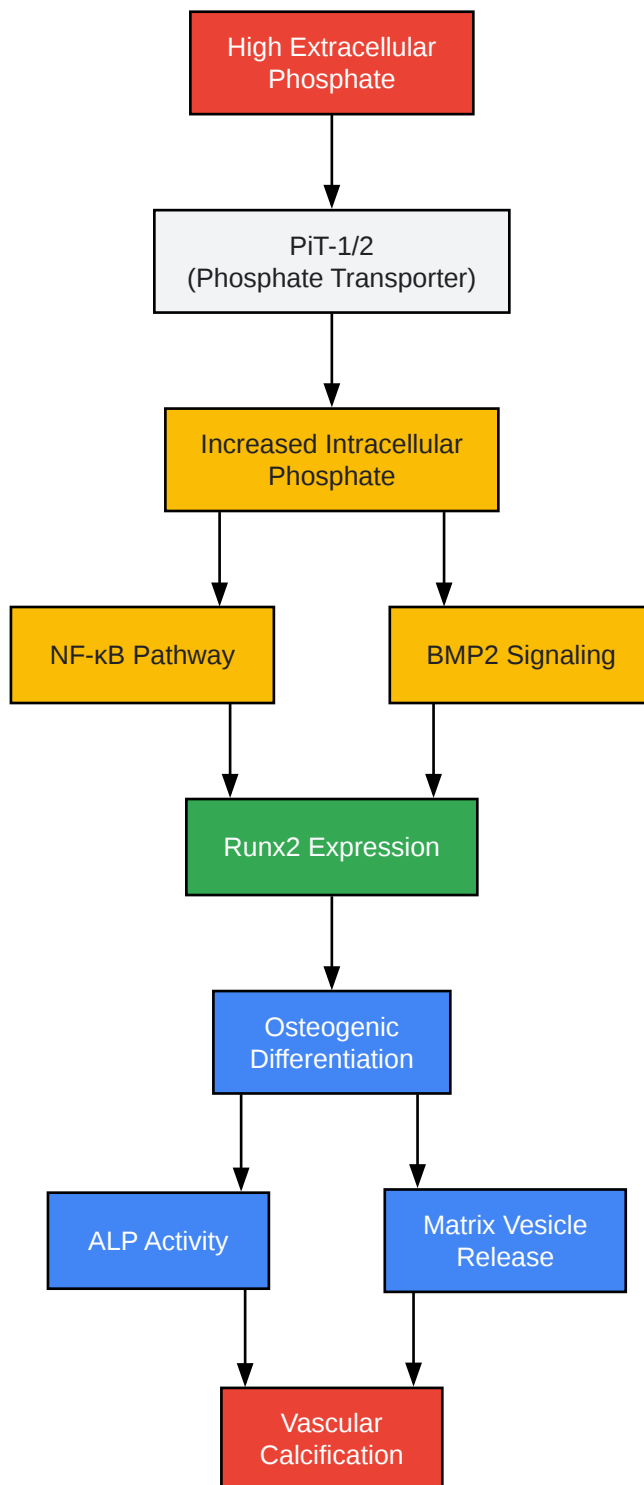 High Extracellular
Phosphate
PiT-1/2
(Phosphate Transporter)
Increased Intracellular
Phosphate
NF-κB Pathway
BMP2 Signaling
Runx2 Expression
Osteogenic
Differentiation
ALP Activity
Matrix Vesicle
Release
Vascular
Calcification